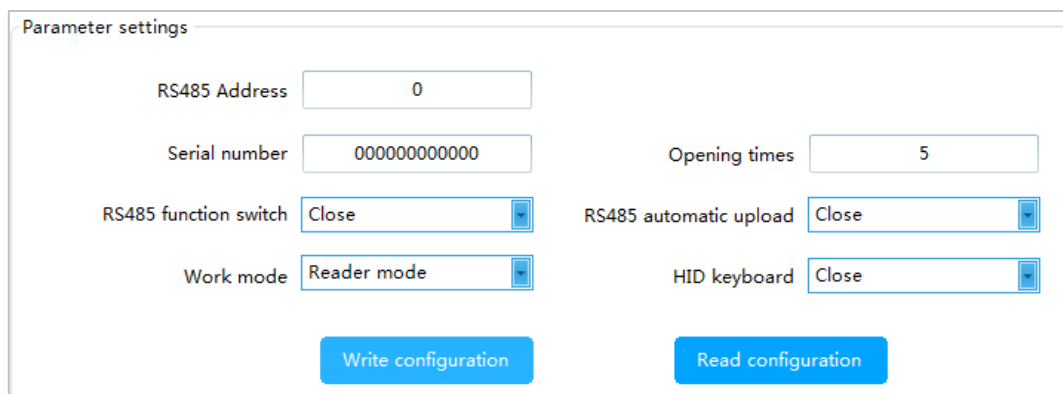 Parameter settings
RS485 Address 0
Serial number 000000000000 Opening times 5
RS485 function switch Close RS485 automatic upload Close
Work mode Reader mode HID keyboard Close
Write configuration Read configuration